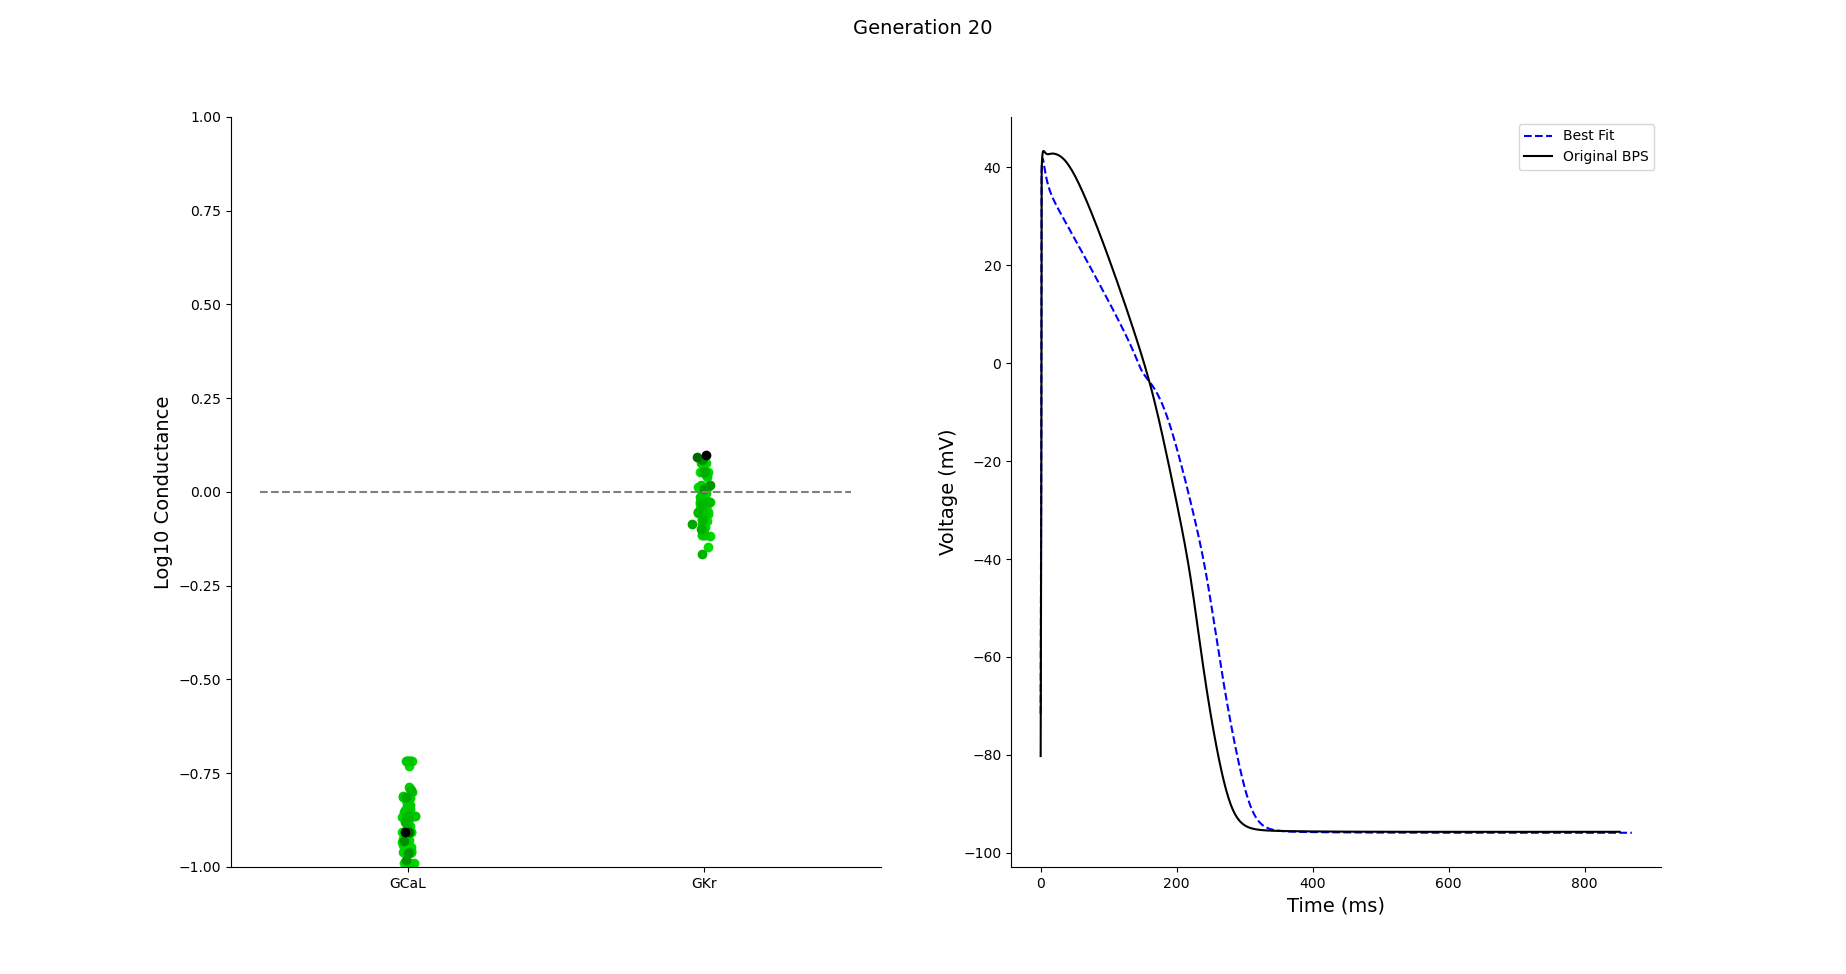 Generation 20
1.00
0.75
0.50
0.25
0.00
−0.25
−0.50
−0.75
−1.00
Log10 Conductance
GCaL GKr
Best Fit
Original BPS
40
20
0
−20
−40
−60
−80
−100
Voltage (mV)
0 200 400 600 800
Time (ms)